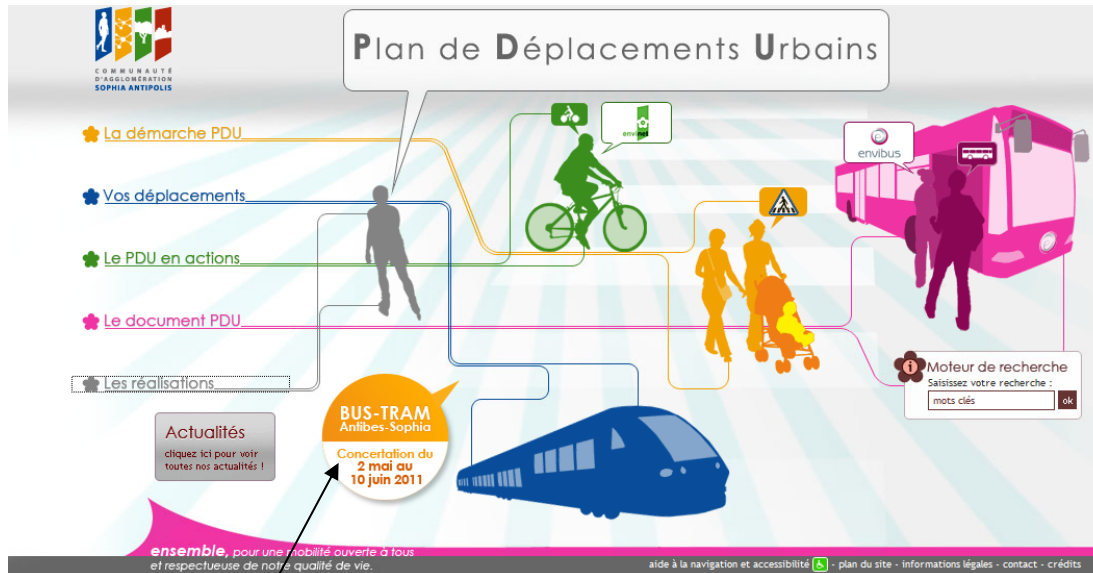 COMMUNAUTÉ
D'AGGLOMÉRATION
SOPHIA ANTIPOLIS
Plan de Déplacements Urbains
La démarche PDU
envinet
envibus
Vos déplacements
Le PDU en actions
Le document PDU
Les réalisations
i Moteur de recherche
Saisissez votre recherche :
mots clés
ok
Actualités
cliquez ici pour voir
toutes nos actualités !
BUS-TRAM
Antibes-Sophia
Concertation du
2 mai au
10 juin 2011
ensemble, pour une mobilité ouverte à tous
et respectueuse de notre qualité de vie.
aide à la navigation et accessibilité - plan du site - informations légales - contact - crédits